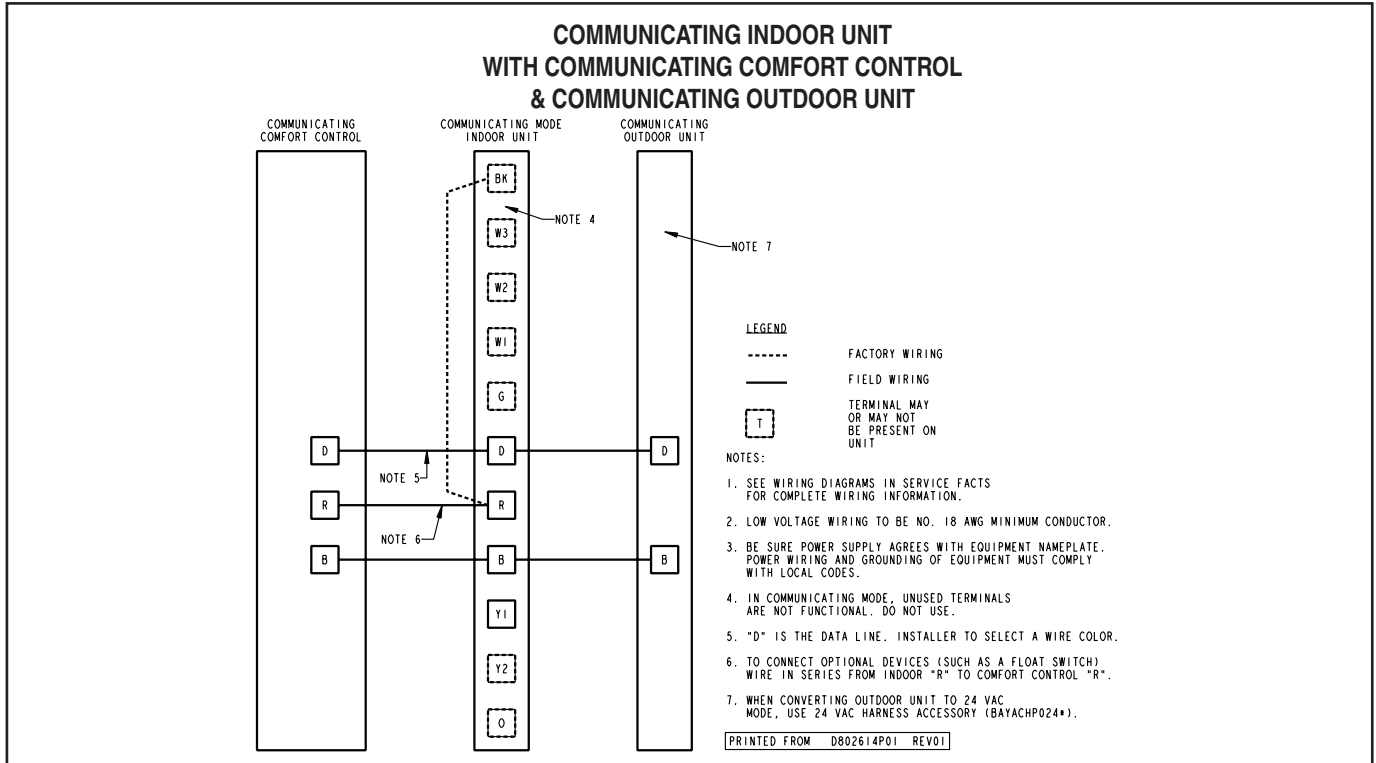 COMMUNICATING INDOOR UNIT
WITH COMMUNICATING COMFORT CONTROL
& COMMUNICATING OUTDOOR UNIT
COMMUNICATING
COMFORT CONTROL
COMMUNICATING MODE
INDOOR UNIT
COMMUNICATING
OUTDOOR UNIT
BK
NOTE 4
W3
NOTE 7
W2
W1
G
D
D
D
NOTE 5
R
R
NOTE 6
B
B
B
Y1
Y2
O
LEGEND
FACTORY WIRING
FIELD WIRING
T
TERMINAL MAY
OR MAY NOT
BE PRESENT ON
UNIT
NOTES:
1. SEE WIRING DIAGRAMS IN SERVICE FACTS
FOR COMPLETE WIRING INFORMATION.
2. LOW VOLTAGE WIRING TO BE NO. 18 AWG MINIMUM CONDUCTOR.
3. BE SURE POWER SUPPLY AGREES WITH EQUIPMENT NAMEPLATE.
POWER WIRING AND GROUNDING OF EQUIPMENT MUST COMPLY
WITH LOCAL CODES.
4. IN COMMUNICATING MODE, UNUSED TERMINALS
ARE NOT FUNCTIONAL. DO NOT USE.
5. "D" IS THE DATA LINE. INSTALLER TO SELECT A WIRE COLOR.
6. TO CONNECT OPTIONAL DEVICES (SUCH AS A FLOAT SWITCH)
WIRE IN SERIES FROM INDOOR "R" TO COMFORT CONTROL "R".
7. WHEN CONVERTING OUTDOOR UNIT TO 24 VAC
MODE, USE 24 VAC HARNESS ACCESSORY (BAYACHP024*).
PRINTED FROM D802614P01 REV01